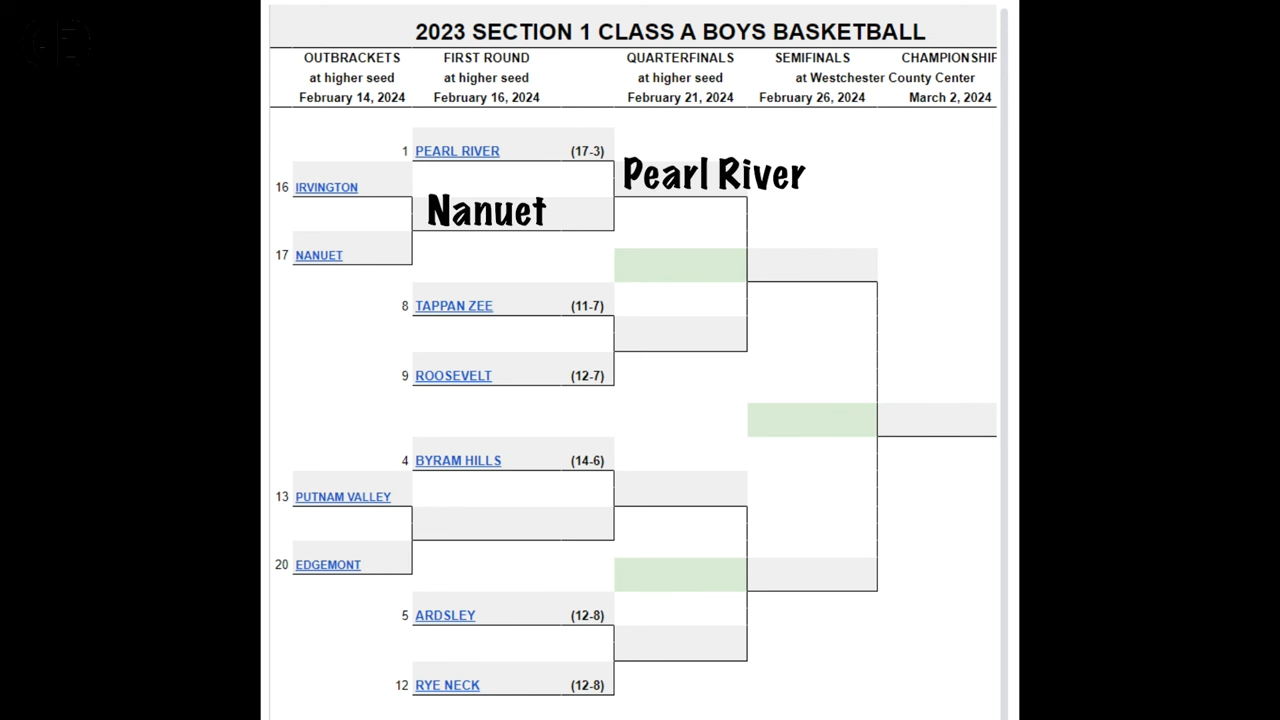 2023 SECTION 1 CLASS A BOYS BASKETBALL
OUTBRACKETS FIRST ROUND QUARTERFINALS SEMIFINALS CHAMPIONSHIP
at higher seed at higher seed at higher seed at Westchester County Center
February 14, 2024 February 16, 2024 February 21, 2024 February 26, 2024 March 2, 2024
1 PEARL RIVER (17-3)
Pearl River
16 IRVINGTON
Nanuet
17 NANUET
8 TAPPAN ZEE (11-7)
9 ROOSEVELT (12-7)
4 BYRAM HILLS (14-6)
13 PUTNAM VALLEY
20 EDGEMONT
5 ARDSLEY (12-8)
12 RYE NECK (12-8)